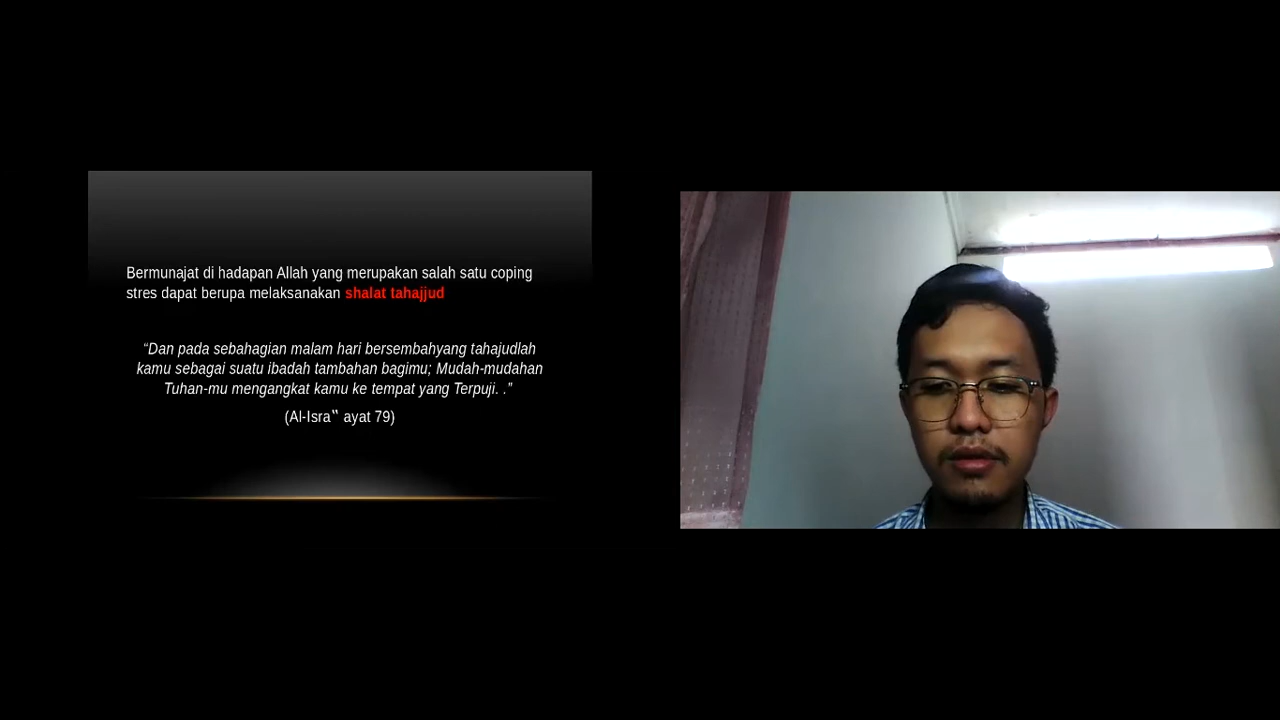 Bermunajat di hadapan Allah yang merupakan salah satu coping
stres dapat berupa melaksanakan shalat tahajjud
“Dan pada sebahagian malam hari bersembahyang tahajudlah
kamu sebagai suatu ibadah tambahan bagimu; Mudah-mudahan
Tuhan-mu mengangkat kamu ke tempat yang Terpuji. .”
(Al-Isra‟ ayat 79)